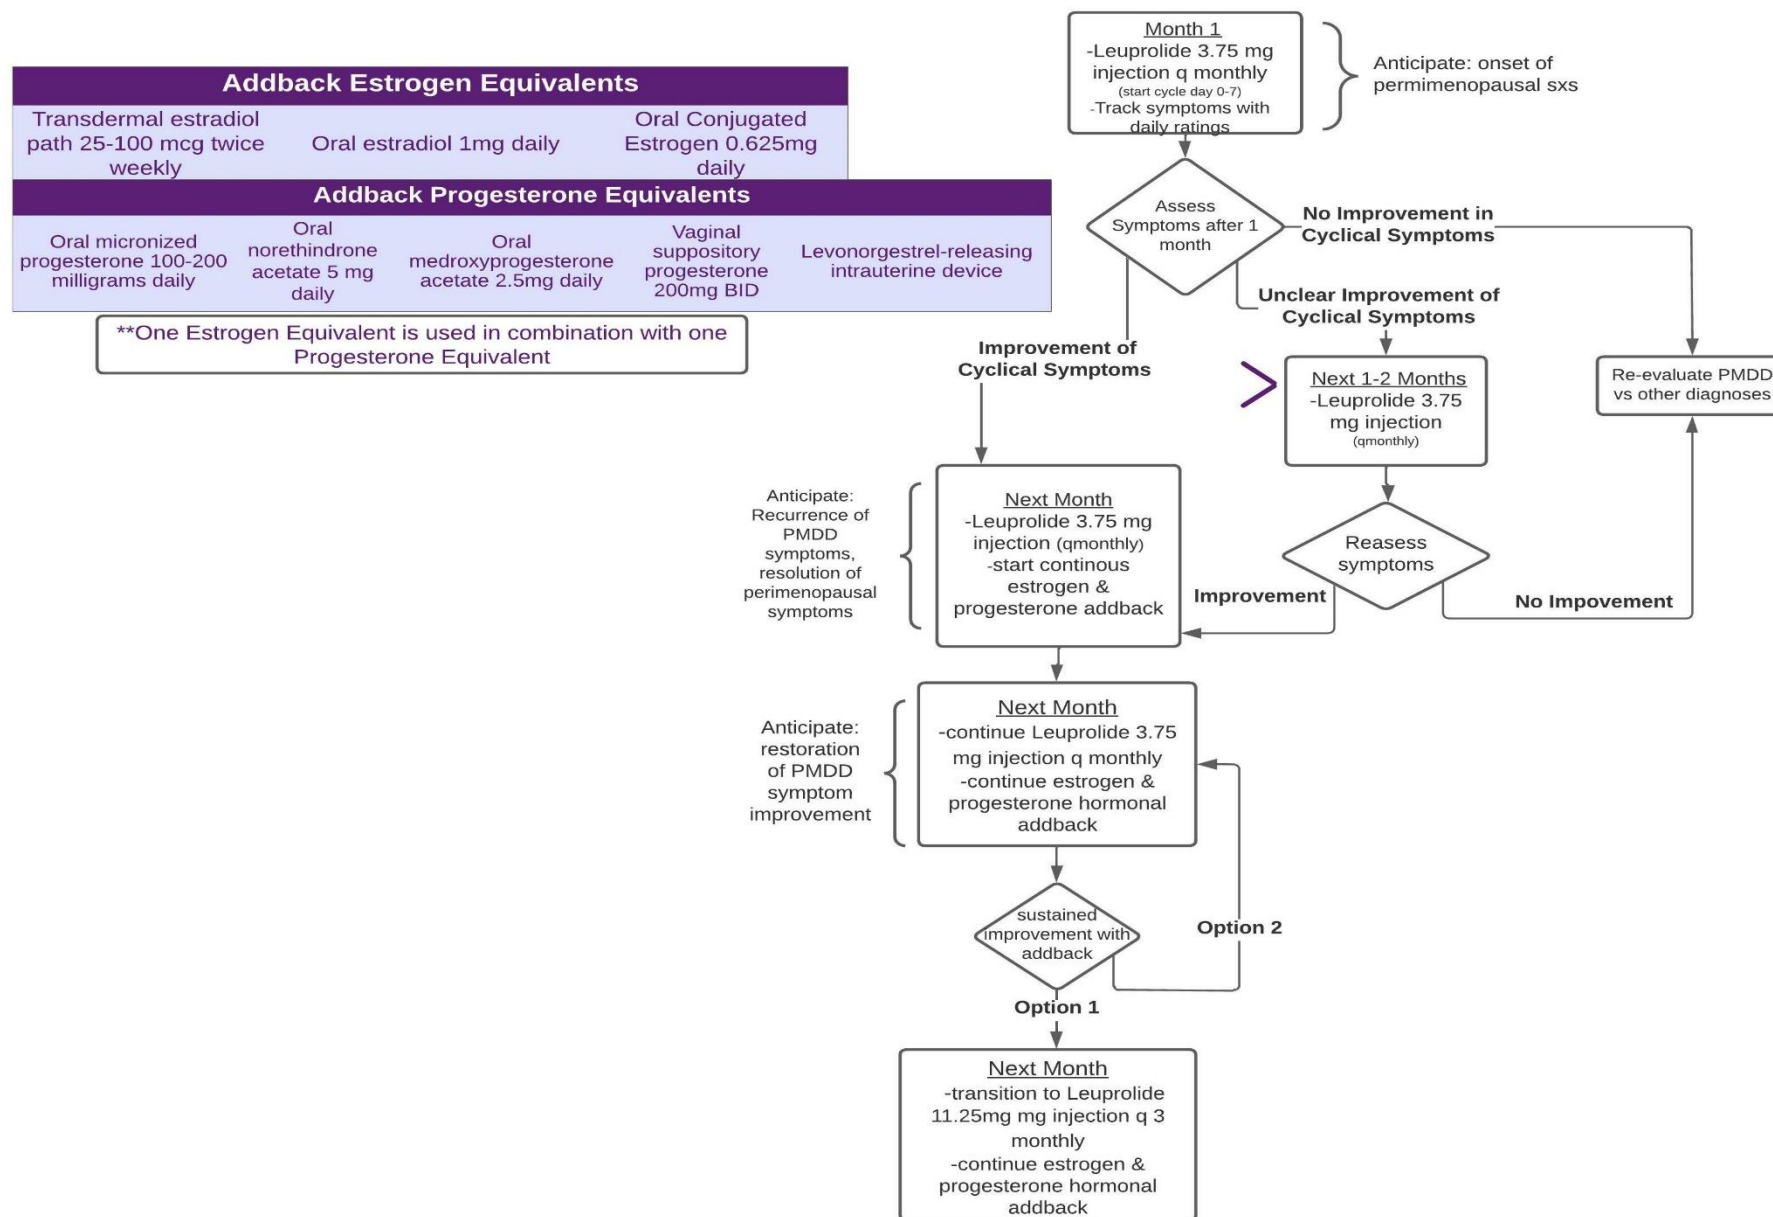 Addback Estrogen Equivalents
Transdermal estradiol
path 25-100 mcg twice
weekly
Oral estradiol 1mg daily
Oral Conjugated
Estrogen 0.625mg
daily
Addback Progesterone Equivalents
Oral micronized
progesterone 100-200
milligrams daily
Oral
norethindrone
acetate 5 mg
daily
Oral
medroxyprogesterone
acetate 2.5mg daily
Vaginal
suppository
progesterone
200mg BID
Levonorgestrel-releasing
intrauterine device
**One Estrogen Equivalent is used in combination with one
Progesterone Equivalent
Month 1
-Leuprolide 3.75 mg
injection q monthly
(start cycle day 0-7)
-Track symptoms with
daily ratings
Anticipate: onset of
permimenopausal sxs
Assess
Symptoms after 1
month
No Improvement in
Cyclical Symptoms
Unclear Improvement of
Cyclical Symptoms
Improvement of
Cyclical Symptoms
Next 1-2 Months
-Leuprolide 3.75
mg injection
(qmonthly)
Re-evaluate PMDD
vs other diagnoses
Anticipate:
Recurrence of
PMDD
symptoms,
resolution of
perimenopausal
symptoms
Next Month
-Leuprolide 3.75 mg
injection (qmonthly)
-start continous
estrogen &
progesterone addback
Reasess
symptoms
Improvement
No Impovement
Anticipate:
restoration
of PMDD
symptom
improvement
Next Month
-continue Leuprolide 3.75
mg injection q monthly
-continue estrogen &
progesterone hormonal
addback
sustained
improvement with
addback
Option 2
Option 1
Next Month
-transition to Leuprolide
11.25mg mg injection q 3
monthly
-continue estrogen &
progesterone hormonal
addback